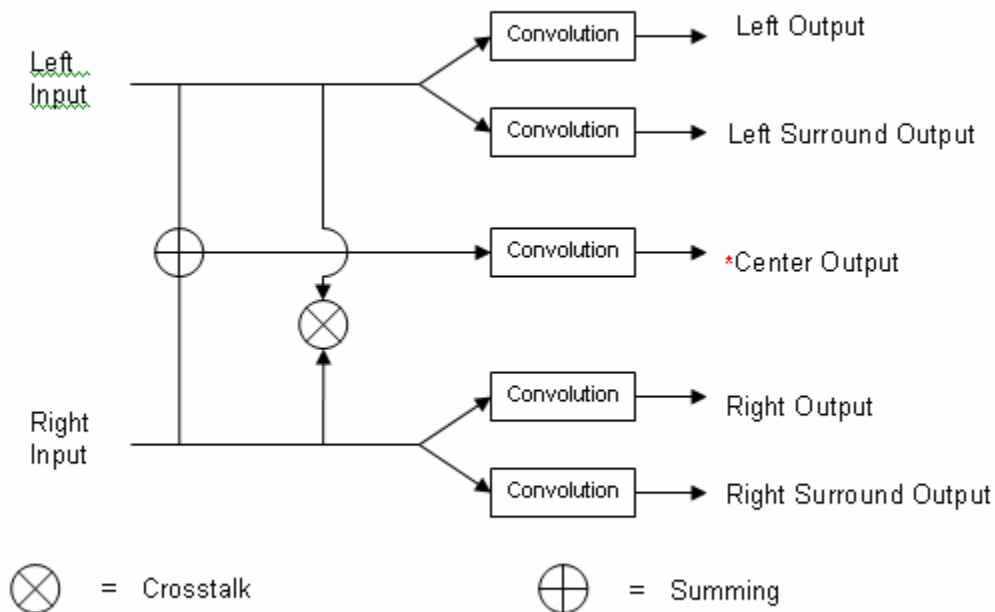 Convolution
Left Output
Left
Input
Convolution
Left Surround Output
Convolution
*Center Output
Convolution
Right Output
Right
Input
Convolution
Right Surround Output
= Crosstalk
= Summing